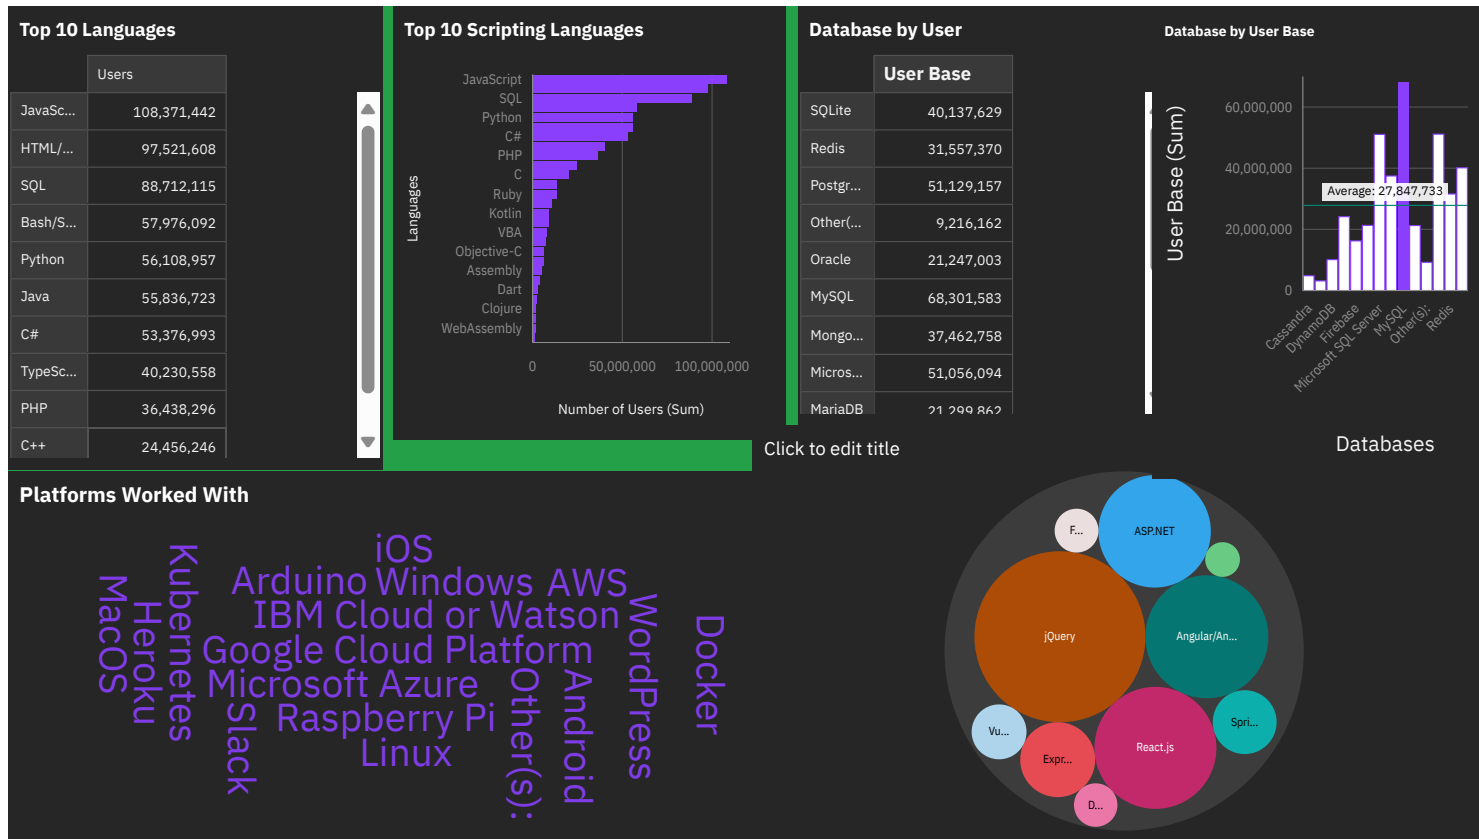 Top 10 Languages
Users
JavaSc... 108,371,442
HTML/... 97,521,608
SQL 88,712,115
Bash/S... 57,976,092
Python 56,108,957
Java 55,836,723
C# 53,376,993
TypeSc... 40,230,558
PHP 36,438,296
C++ 24,456,246
Top 10 Scripting Languages
Languages
JavaScript
SQL
Python
C#
PHP
C
Ruby
Kotlin
VBA
Objective-C
Assembly
Dart
Clojure
WebAssembly
0 50,0000,000 100,000,000
Number of Users (Sum)
Database by User
User Base
SQLite 40,137,629
Redis 31,557,370
Postgr... 51,129,157
Other(... 9,216,162
Oracle 21,247,003
MySQL 68,301,583
Mongo... 37,462,758
Micros... 51,056,094
MariaDB 21,299,862
Database by User Base
User Base (Sum)
60,000,000
40,000,000
Average: 27,847,733
20,000,000
0
Cassandra
DynamoDB
Firebase
Microsoft SQL Server
MySQL
Other(s):
Redis
Click to edit title
Databases
Platforms Worked With
iOS
Kubernetes
Arduino Windows AWS
MacOS
Heroku
IBM Cloud or Watson
WordPress
Docker
Google Cloud Platform
Microsoft Azure
Other(s):
Android
Slack
Raspberry Pi
Linux
F...
ASP.NET
jQuery
Angular/An...
Vu...
Expr...
React.js
Spri...
D...